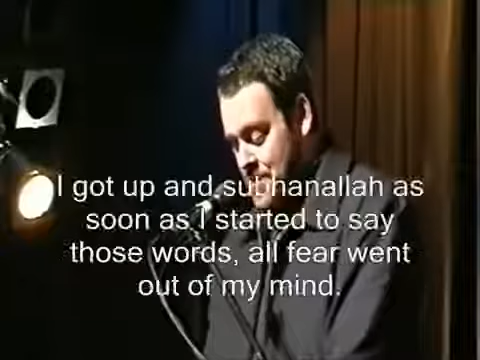 I got up and subhanallah as
soon as I started to say
those words, all fear went
out of my mind.